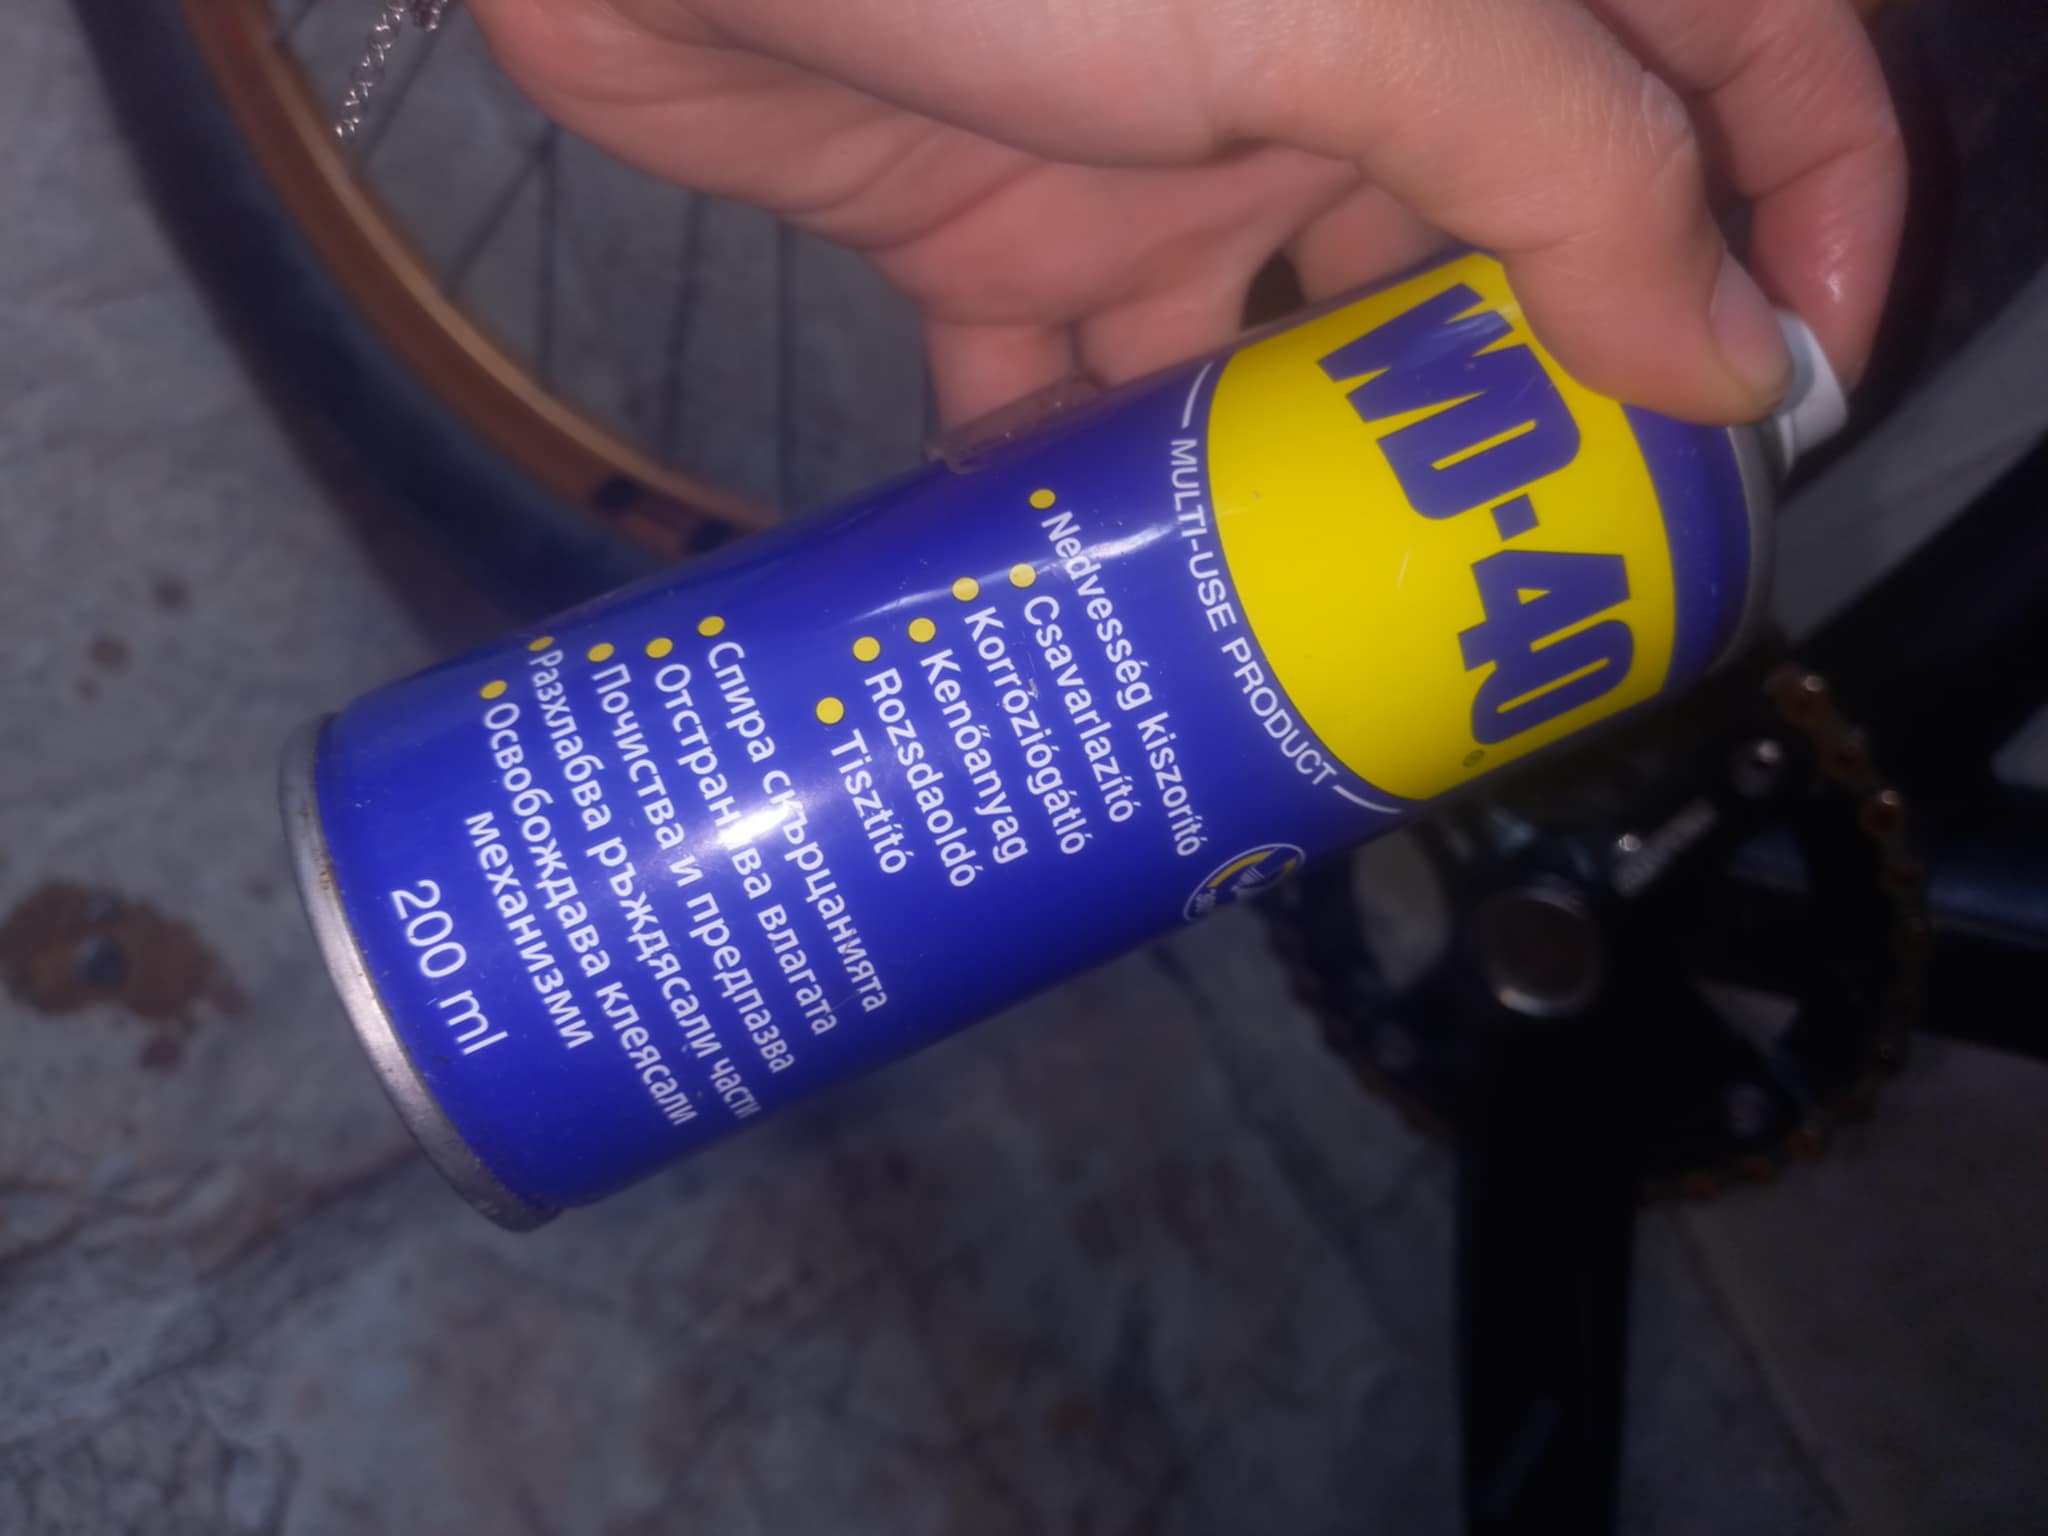 WD-40®
MULTI-USE PRODUCT
Nedvesség kiszorító
Csavarlazító
Korróziógátló
Kenőanyag
Rozsdaoldó
Tisztító
Спира скърцанията
Отстранява влагата
Почиства и предпазва
Разхлабва ръждясали части
Освобождава клеясали
механизми
200 ml